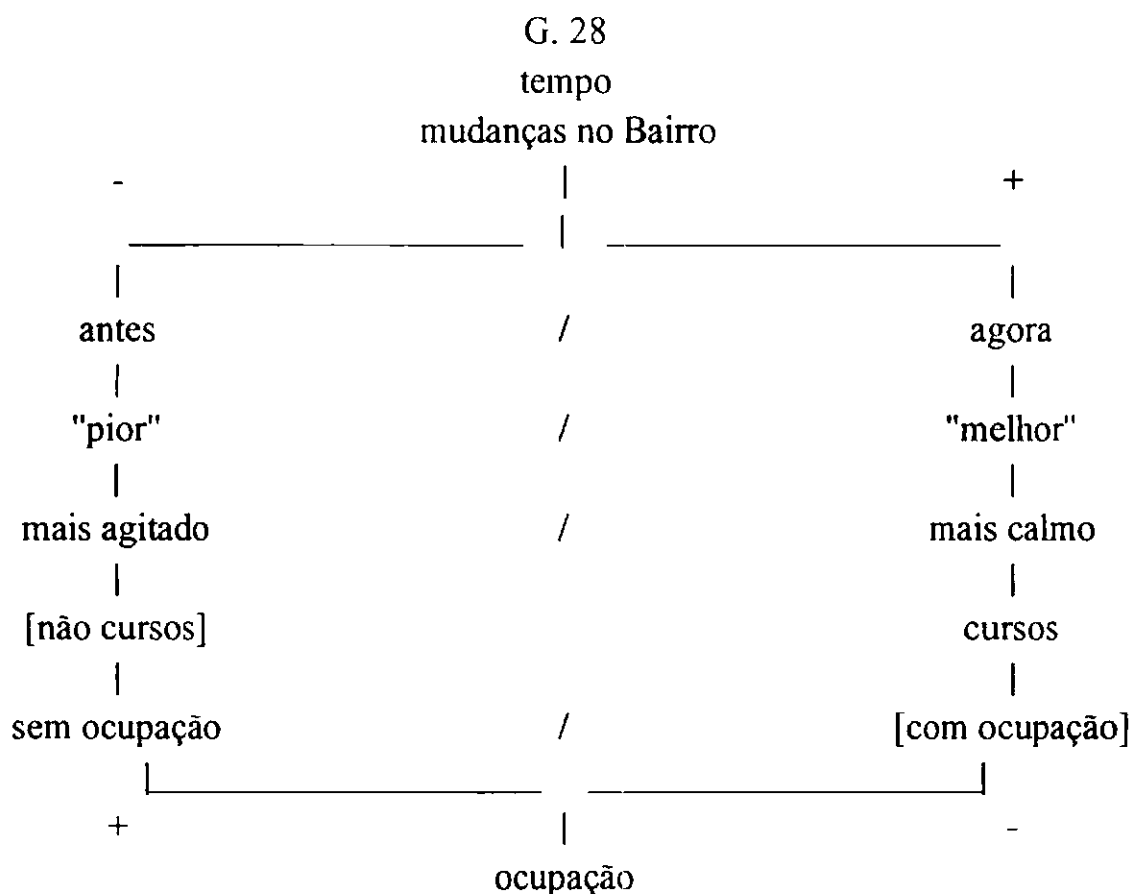 G. 28
tempo
mudanças no Bairro
- | +
|
| |
antes / agora
| |
"pior" / "melhor"
| |
mais agitado / mais calmo
| |
[não cursos] cursos
| |
sem ocupação / [com ocupação]
+ | -
ocupação